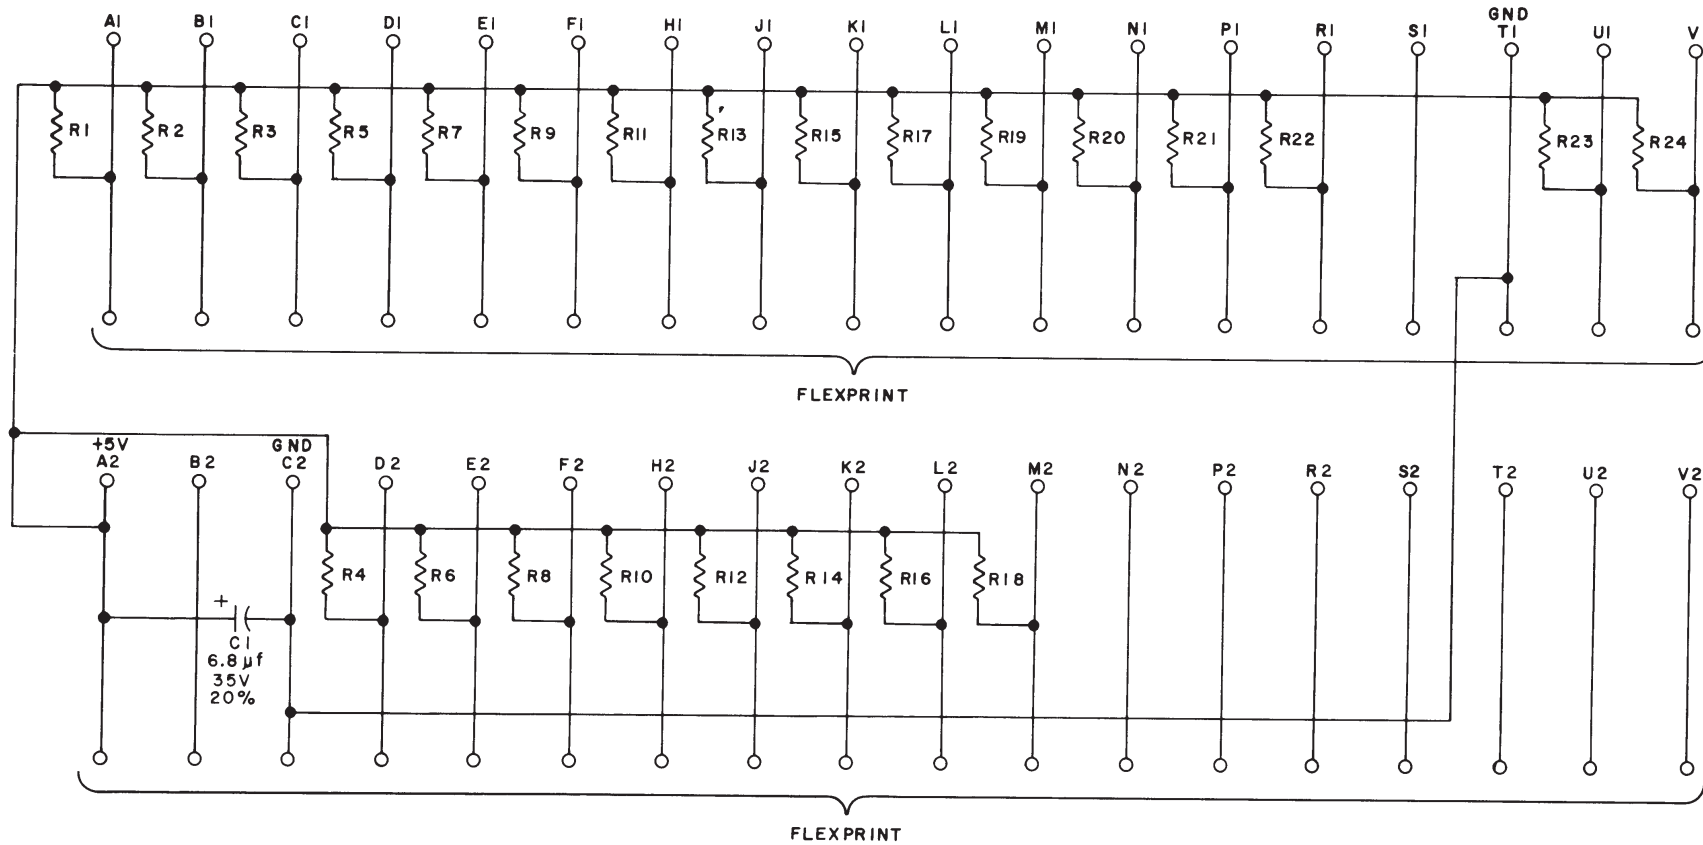 A1 B1 C1 D1 E1 F1 H1 J1 K1 L1 M1 N1 P1 R1 S1 GND T1 U1 V
R1 R2 R3 R5 R7 R9 R11 R13 R15 R17 R19 R20 R21 R22 R23 R24
FLEXPRINT
+5V GND
A2 B2 C2 D2 E2 F2 H2 J2 K2 L2 M2 N2 P2 R2 S2 T2 U2 V2
R4 R6 R8 R10 R12 R14 R16 R18
+
C1
6.8 µf
35V
20%
FLEXPRINT